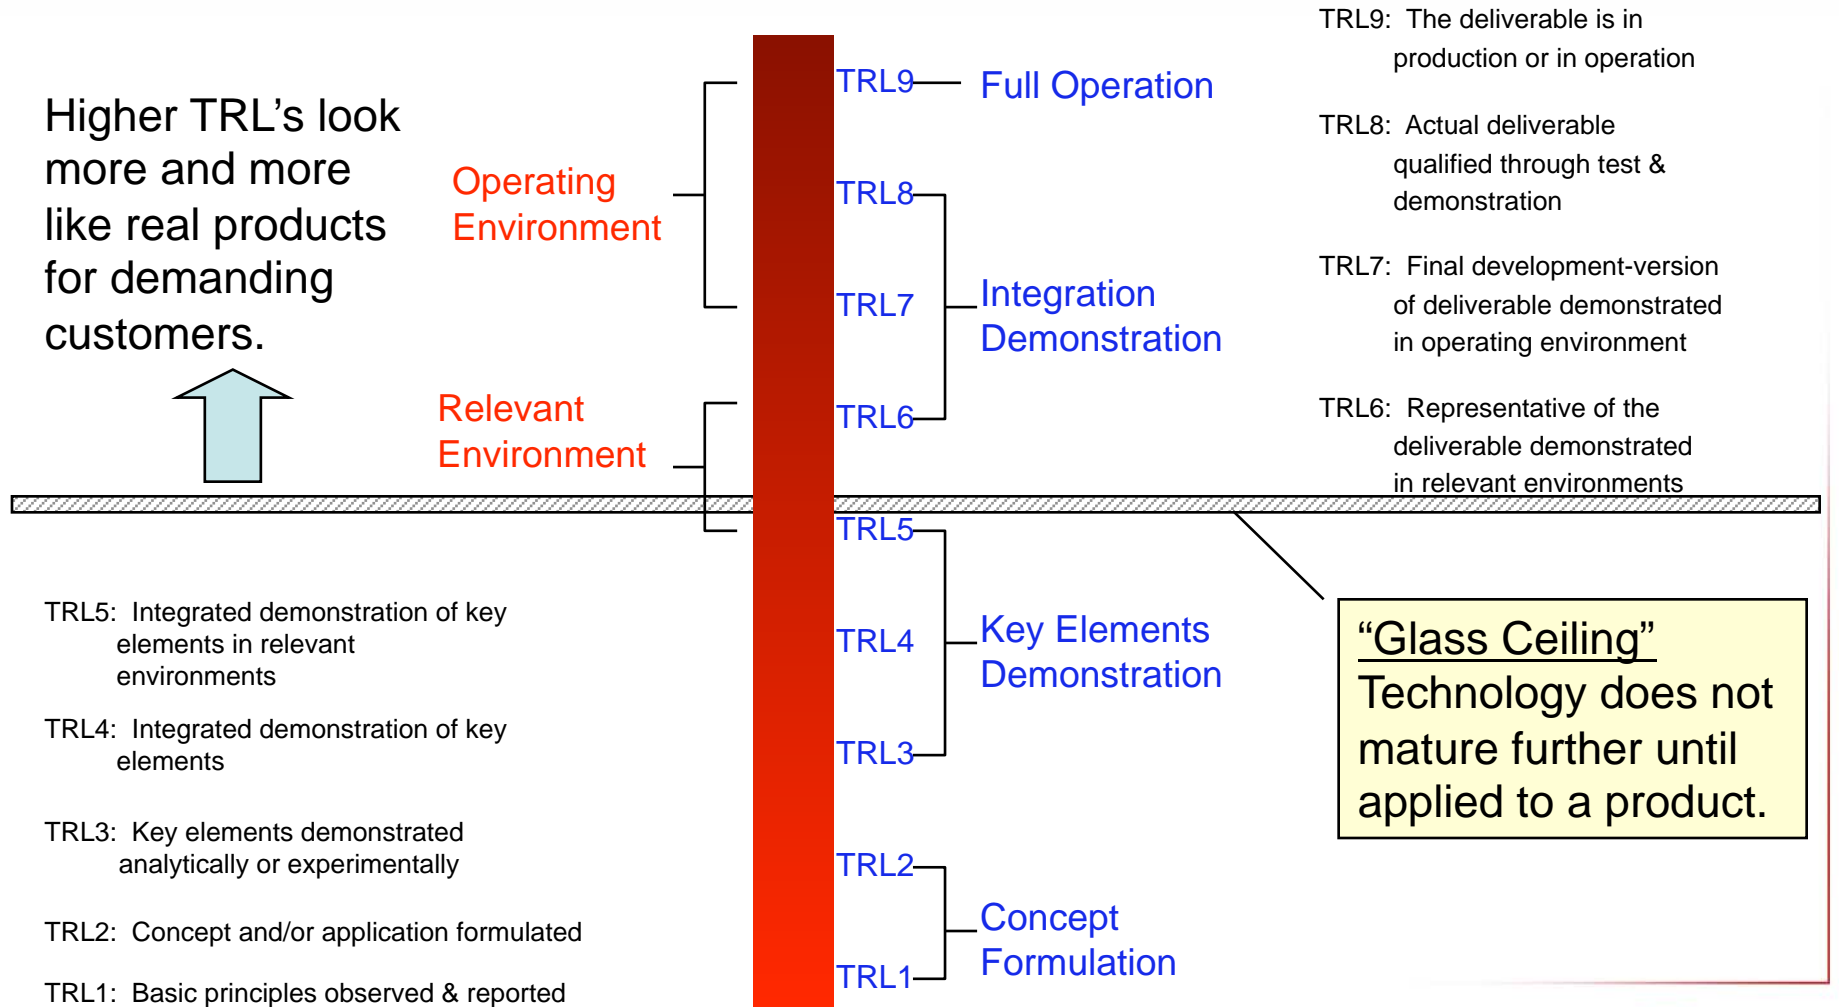 Higher TRL's look
more and more
like real products
for demanding
customers.
Operating
Environment
Relevant
Environment
TRL5: Integrated demonstration of key
elements in relevant
environments
TRL4: Integrated demonstration of key
elements
TRL3: Key elements demonstrated
analytically or experimentally
TRL2: Concept and/or application formulated
TRL1: Basic principles observed & reported
TRL9
TRL8
TRL7
TRL6
TRL5
TRL4
TRL3
TRL2
TRL1
Full Operation
Integration
Demonstration
Key Elements
Demonstration
Concept
Formulation
TRL9: The deliverable is in
production or in operation
TRL8: Actual deliverable
qualified through test &
demonstration
TRL7: Final development-version
of deliverable demonstrated
in operating environment
TRL6: Representative of the
deliverable demonstrated
in relevant environments
“Glass Ceiling”
Technology does not
mature further until
applied to a product.